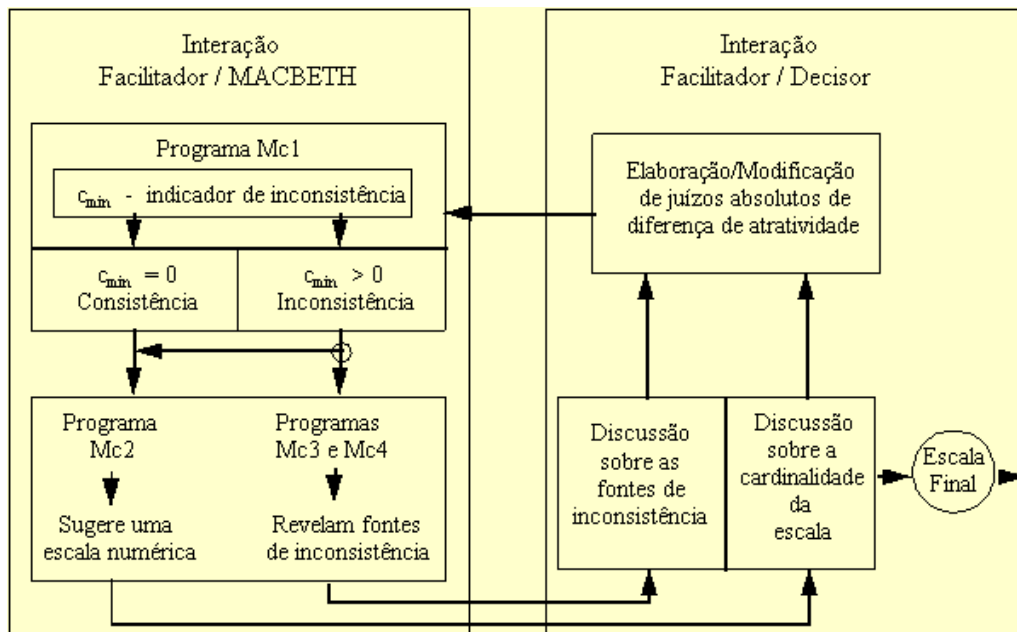 Interação
Facilitador / MACBETH
Programa Mc1
cmin - indicador de inconsistência
cmin = 0
Consistência
cmin > 0
Inconsistência
Programa
Mc2
Sugere uma
escala numérica
Programas
Mc3 e Mc4
Revelam fontes
de inconsistência
Interação
Facilitador / Decisor
Elaboração/Modificação
de juízos absolutos de
diferença de atratividade
Discussão
sobre as
fontes de
inconsistência
Discussão
sobre a
cardinalidade
da
escala
Escala
Final